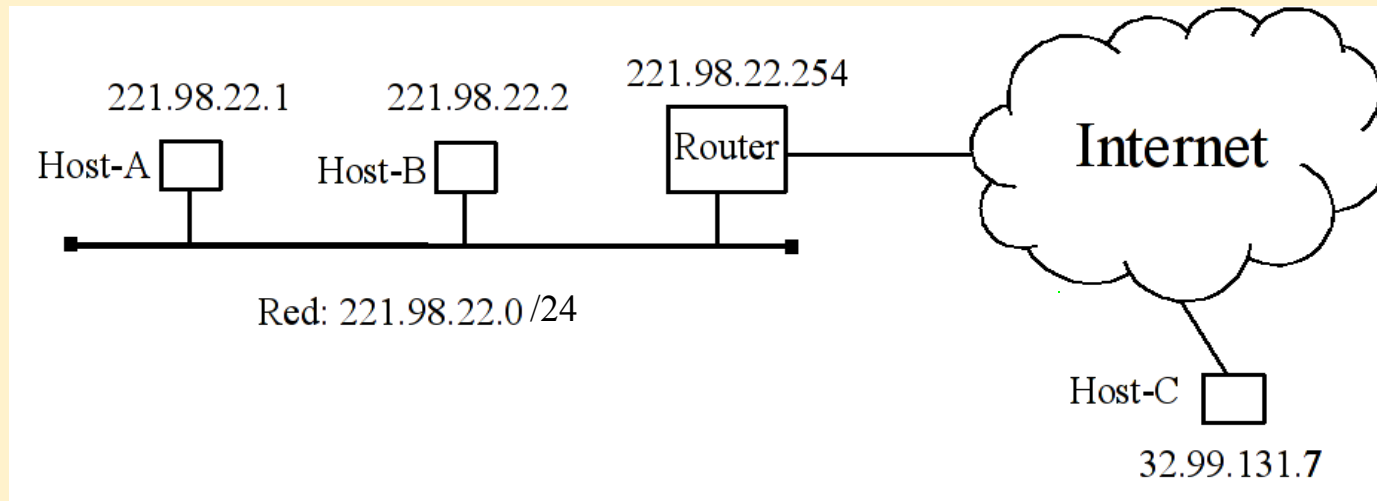 221.98.22.1
221.98.22.2
221.98.22.254
Host-A
Host-B
Router
Internet
Red: 221.98.22.0 /24
Host-C
32.99.131.7